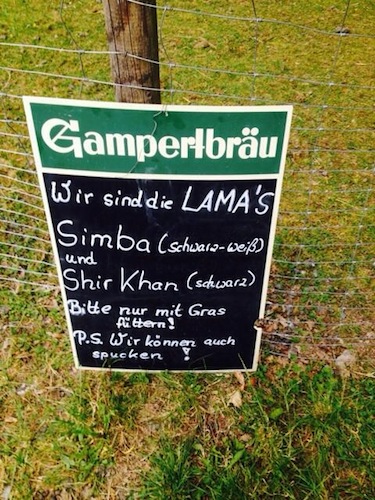 Gampertbräu
Wir sind die LAMA'S
Simba (schwarz-weiß)
und
Shir Khan (schwarz)
Bitte nur mit Gras
füttern!
P.S. Wir können auch
spucken !